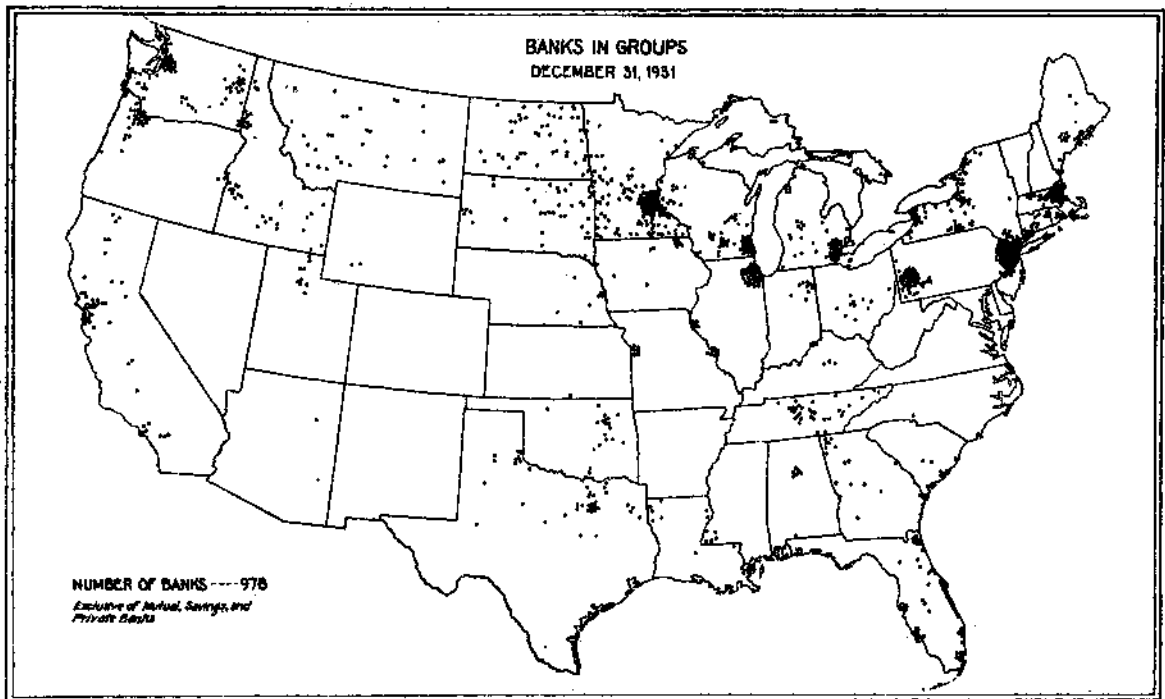 BANKS IN GROUPS
DECEMBER 31, 1931
NUMBER OF BANKS ---- 978
Exclusive of Mutual, Savings, and
Private Banks